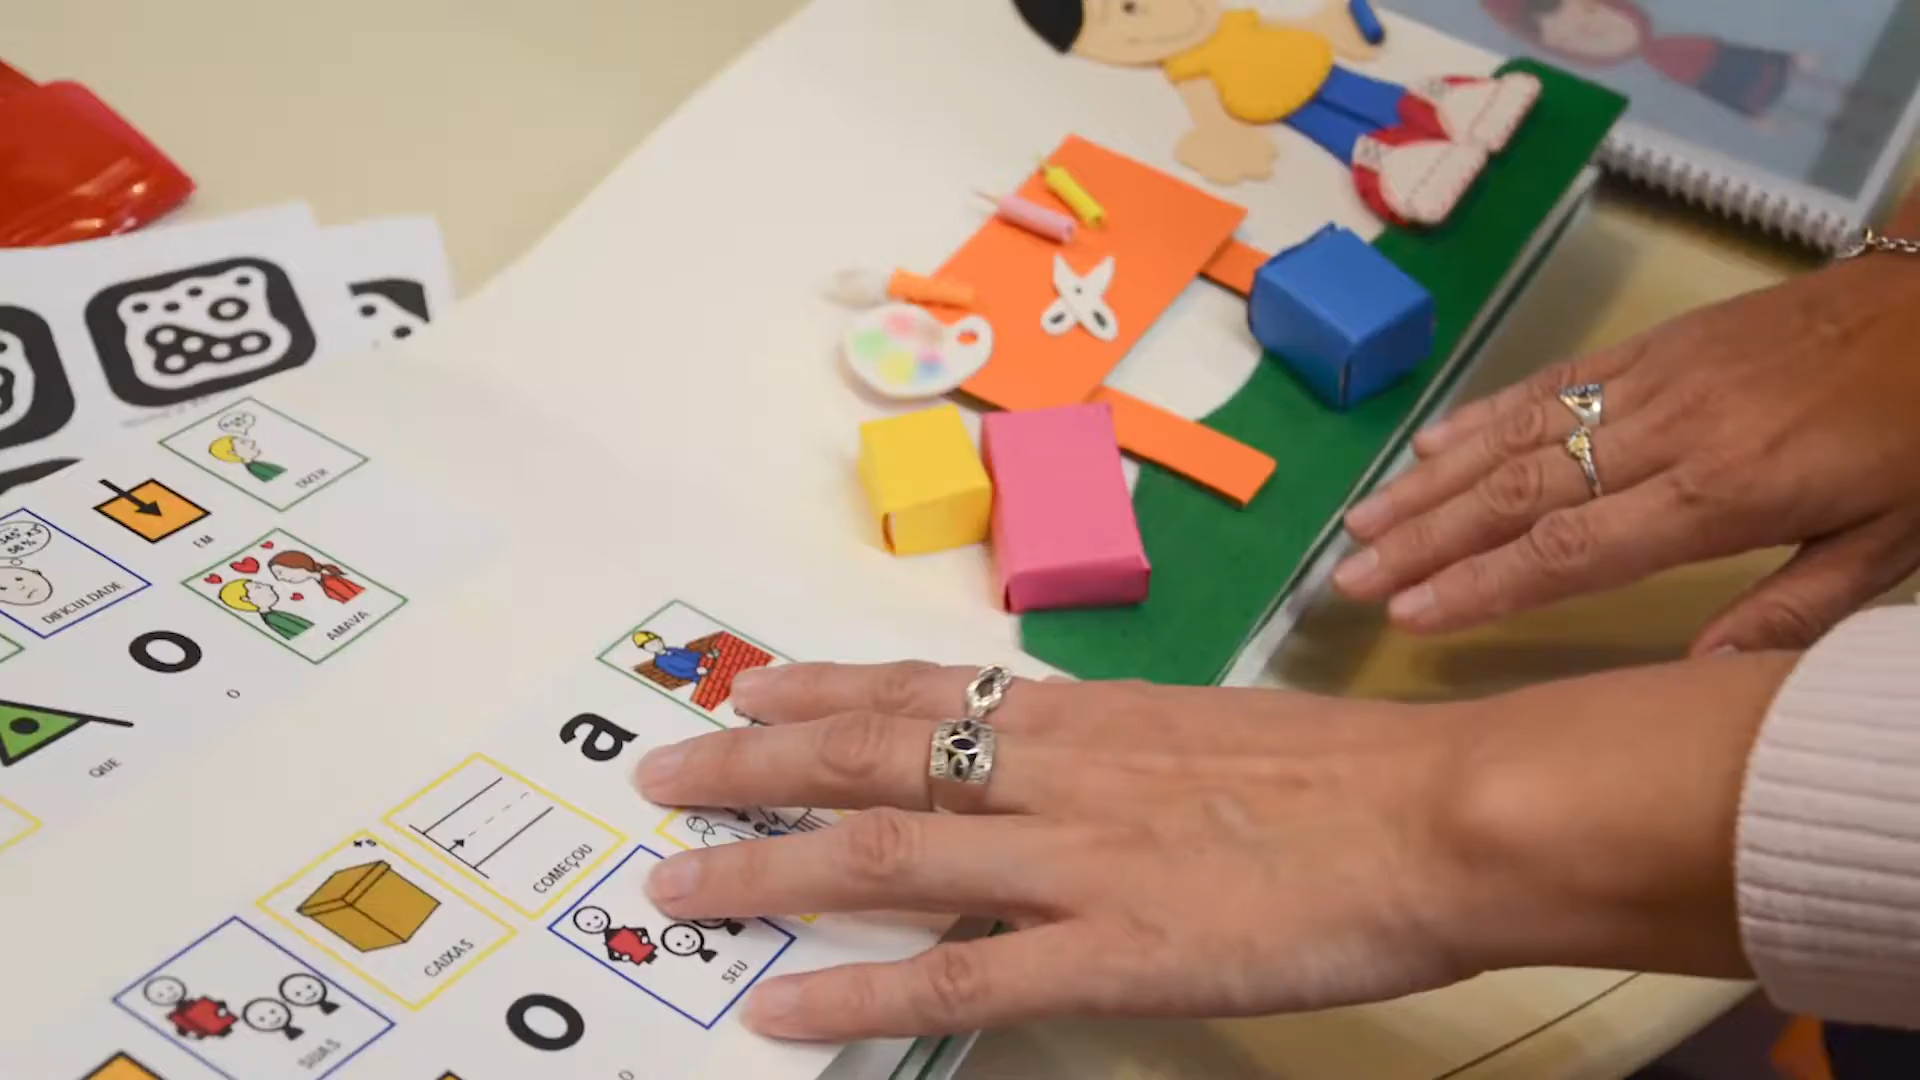 DIZER
EM
DIFICULDADE
AMAVA
O
o
QUE
a
COMEÇOU
CAIXAS
SEU
SUAS
O
o